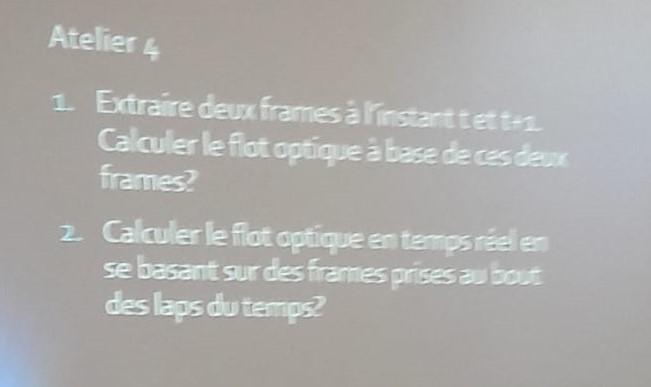 Atelier 4
1. Extraire deux frames à l'instant t et t+1.
Calculer le flot optique à base de ces deux
frames?
2. Calculer le flot optique en temps réel en
se basant sur des frames prises au bout
des laps du temps?